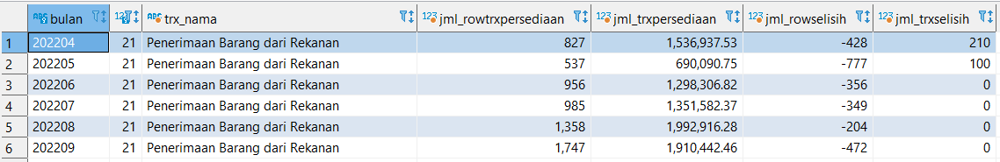 bulan 123 trx_nama jml_rowtrxpersediaan jml_trxpersediaan jml_rowselisih jml_trxselisih
1 202204 21 Penerimaan Barang dari Rekanan 827 1,536,937.53 -428 210
2 202205 21 Penerimaan Barang dari Rekanan 537 690,090.75 -777 100
3 202206 21 Penerimaan Barang dari Rekanan 956 1,298,306.82 -356 0
4 202207 21 Penerimaan Barang dari Rekanan 985 1,351,582.37 -349 0
5 202208 21 Penerimaan Barang dari Rekanan 1,358 1,992,916.28 -204 0
6 202209 21 Penerimaan Barang dari Rekanan 1,747 1,910,442.46 -472 0